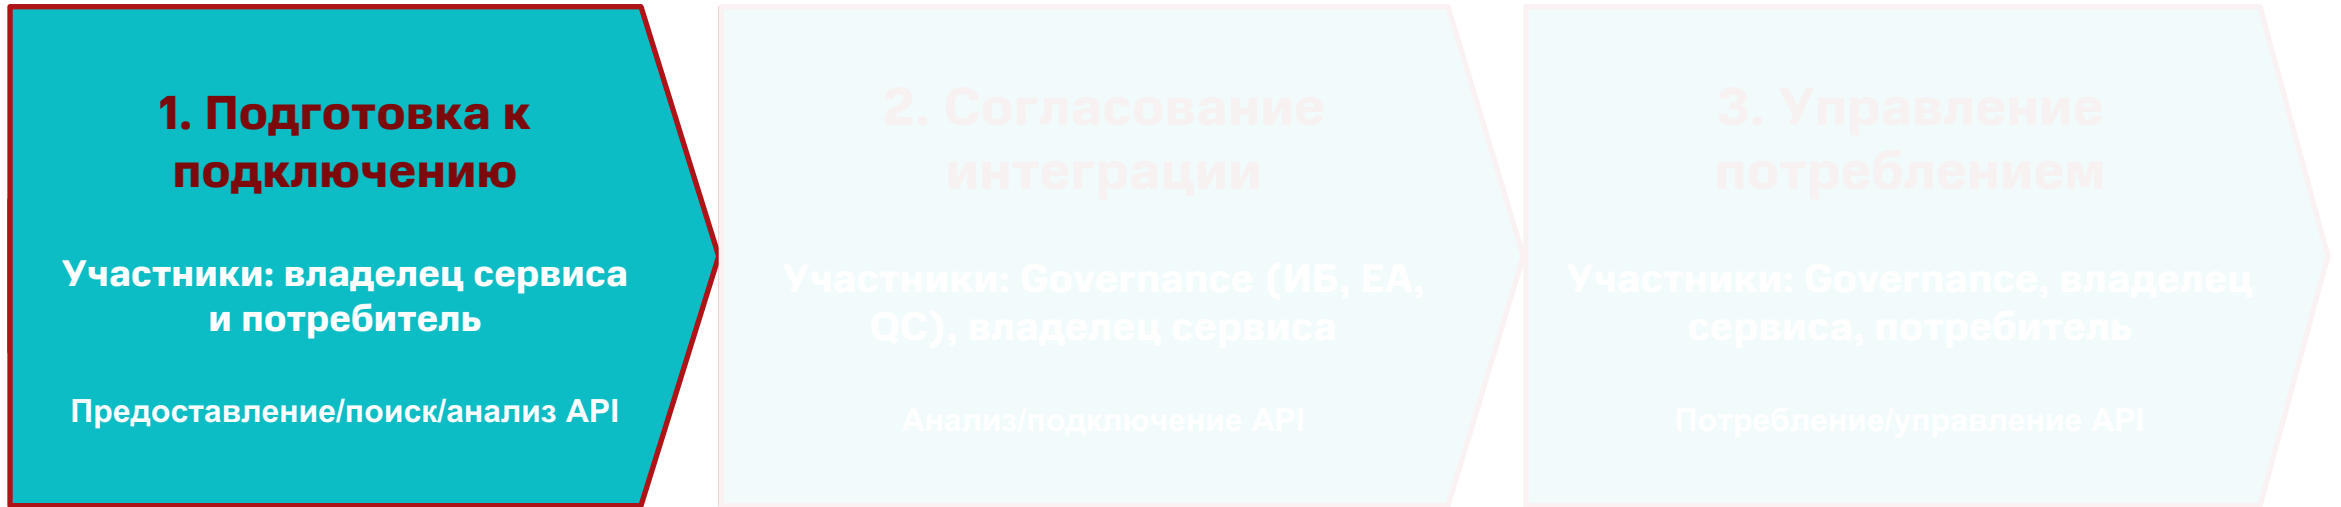 1. Подготовка к
подключению
Участники: владелец сервиса
и потребитель
Предоставление/поиск/анализ API
2. Согласование
интеграции
Участники: Governance (ИБ, EA,
QC), владелец сервиса
Анализ/подключение API
3. Управление
потреблением
Участники: Governance, владелец
сервиса, потребитель
Потребление/управление API